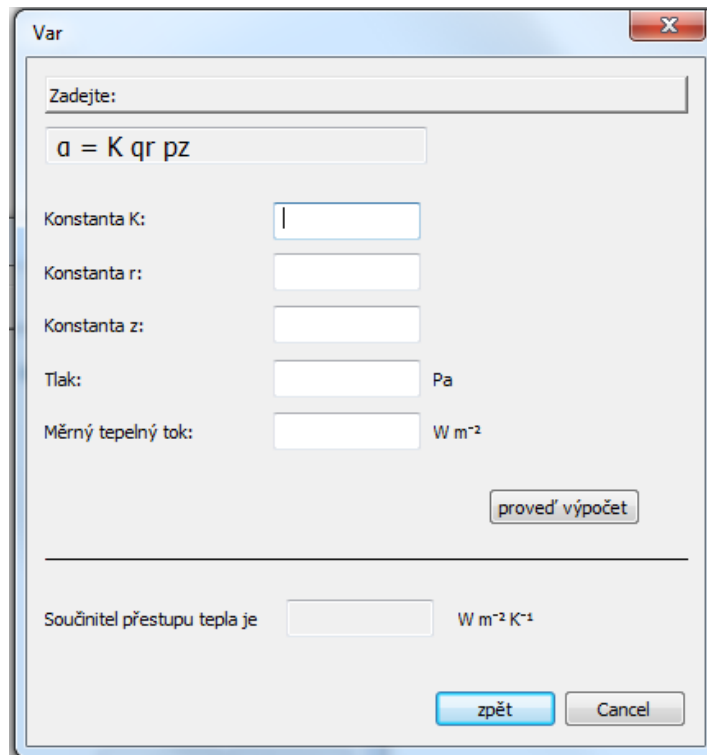 Var
Zadejte:
α = K qr pz
Konstanta K:
Konstanta r:
Konstanta z:
Tlak: Pa
Měrný tepelný tok: W m⁻²
proveď výpočet
Součinitel přestupu tepla je W m⁻² K⁻¹
zpět Cancel